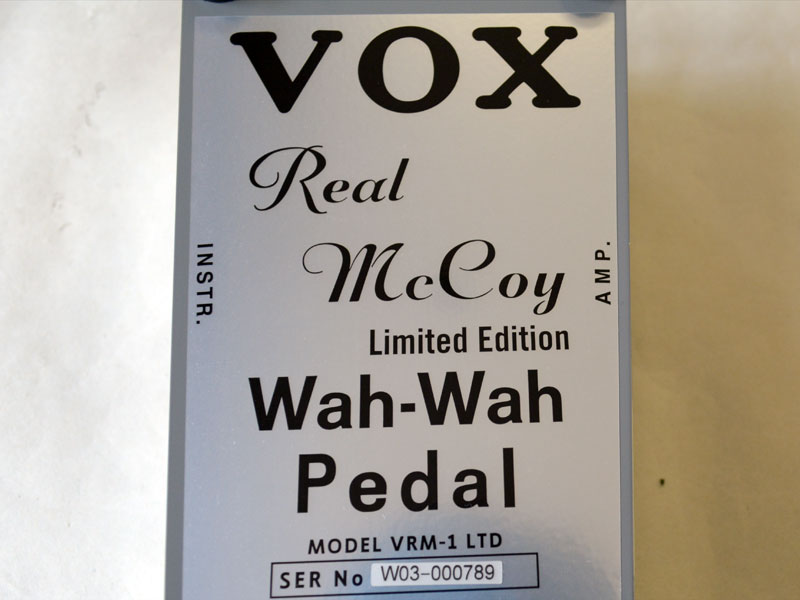 VOX
Real
McCoy
INSTR.
AMP.
Limited Edition
Wah-Wah
Pedal
MODEL VRM-1 LTD
SER No W03-000789